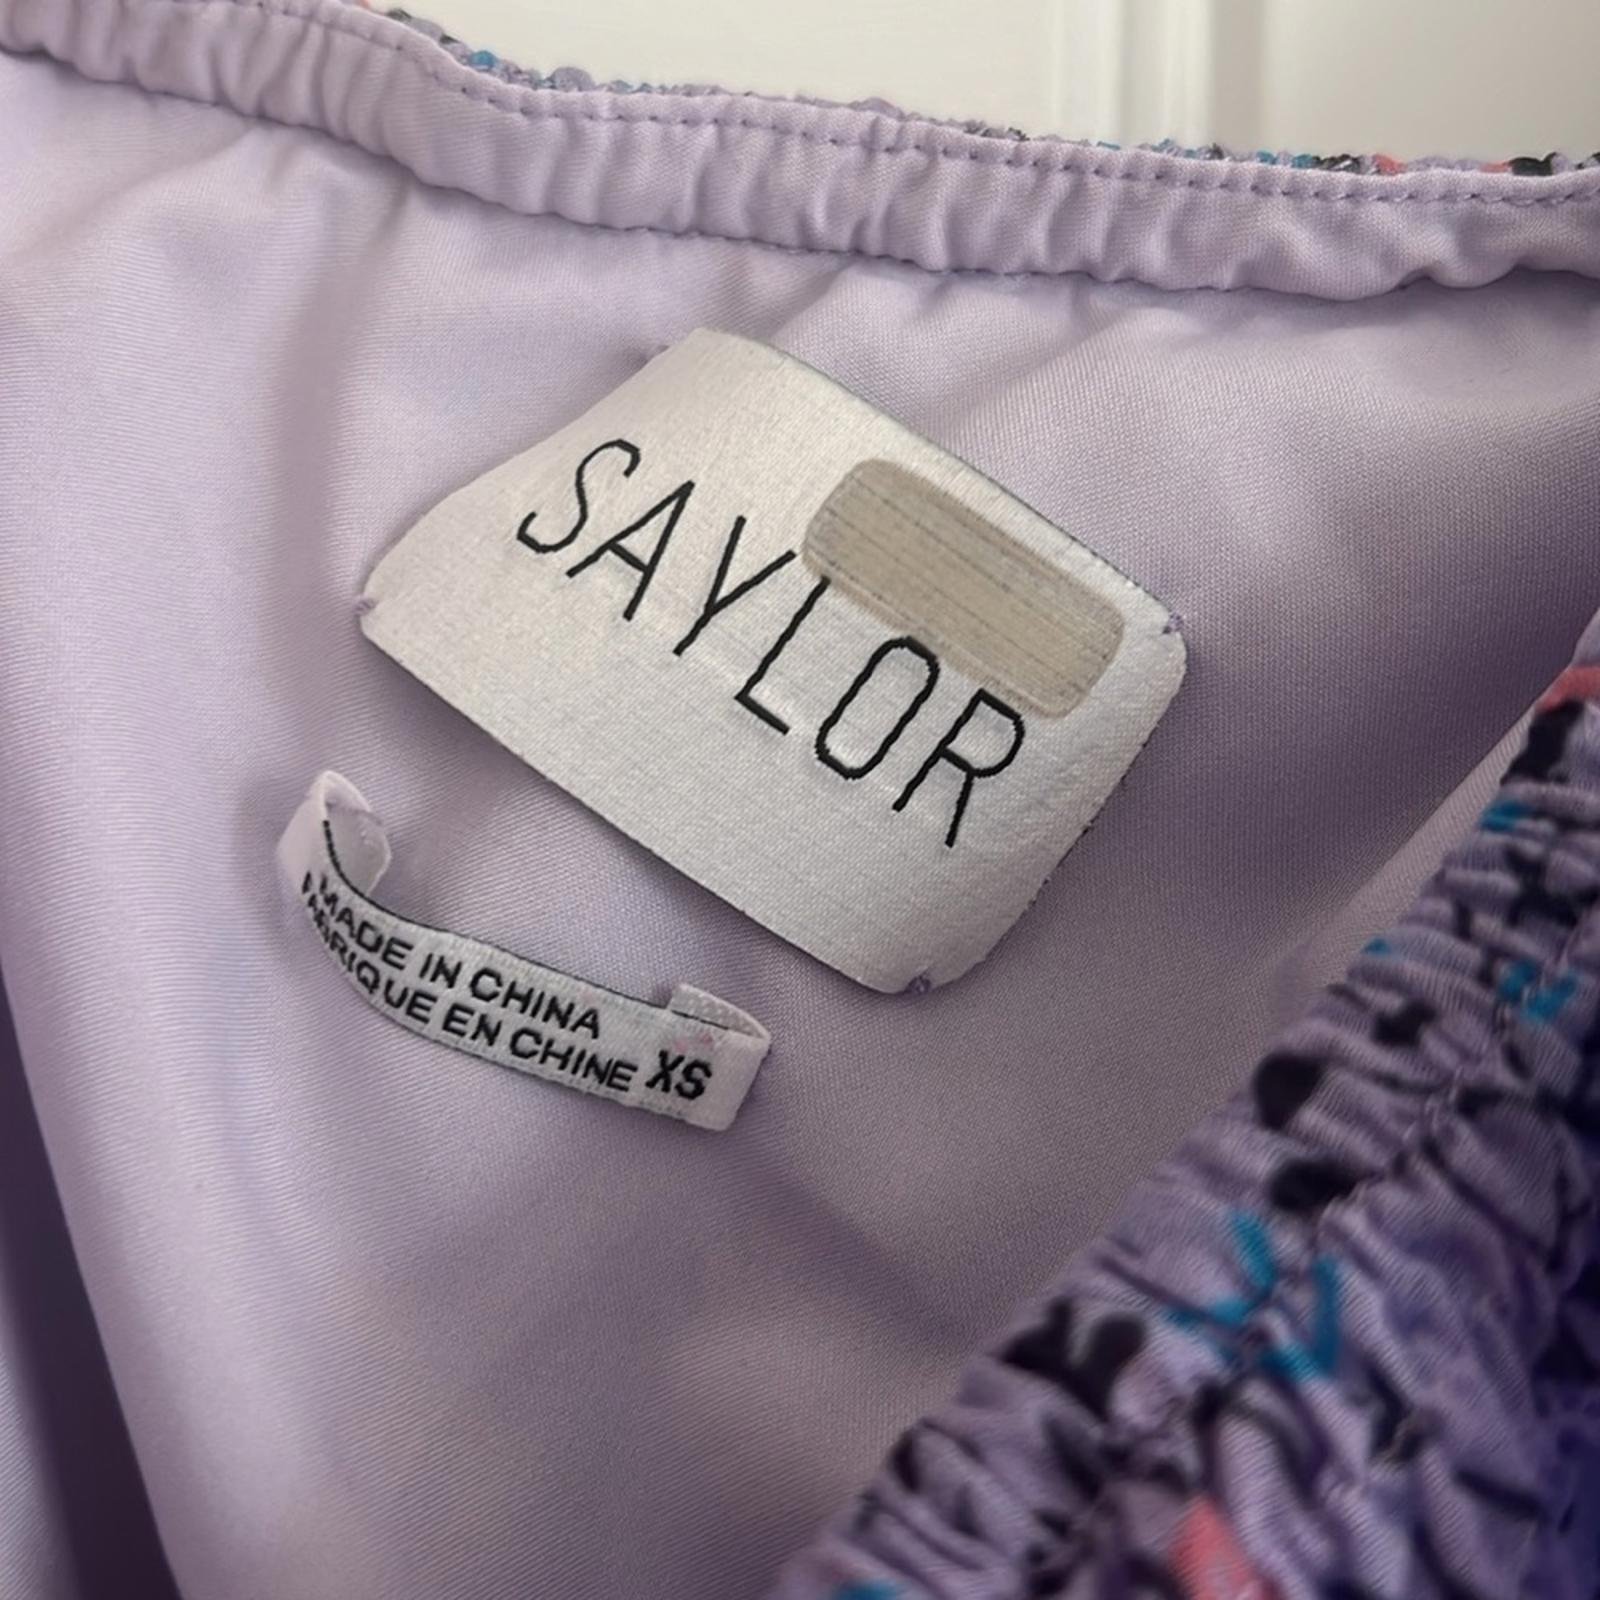 SAYLOR
MADE IN CHINA
FABRIQUE EN CHINE XS